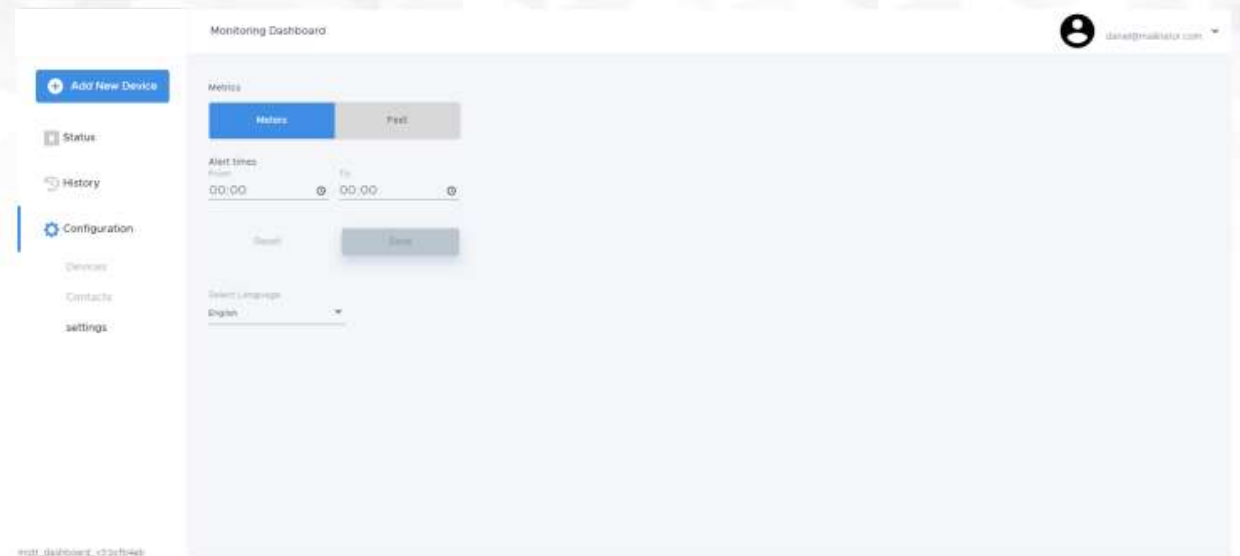 Monitoring Dashboard
Add New Device
Status
History
Configuration
Devices
Contacts
settings
Metrics
Meters
Feet
Alert times
From
To
00:00
00:00
Reset
Save
Select Language
English